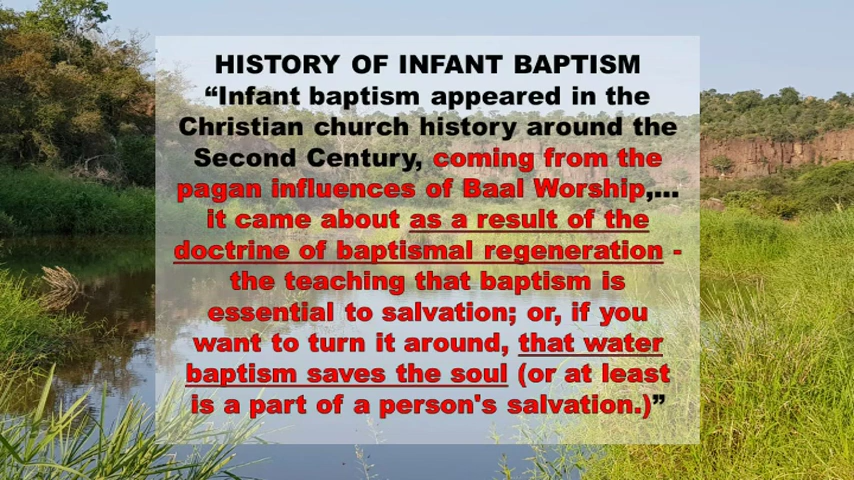 HISTORY OF INFANT BAPTISM
“Infant baptism appeared in the
Christian church history around the
Second Century, coming from the
pagan influences of Baal Worship,...
it came about as a result of the
doctrine of baptismal regeneration -
the teaching that baptism is
essential to salvation; or, if you
want to turn it around, that water
baptism saves the soul (or at least
is a part of a person's salvation.)”